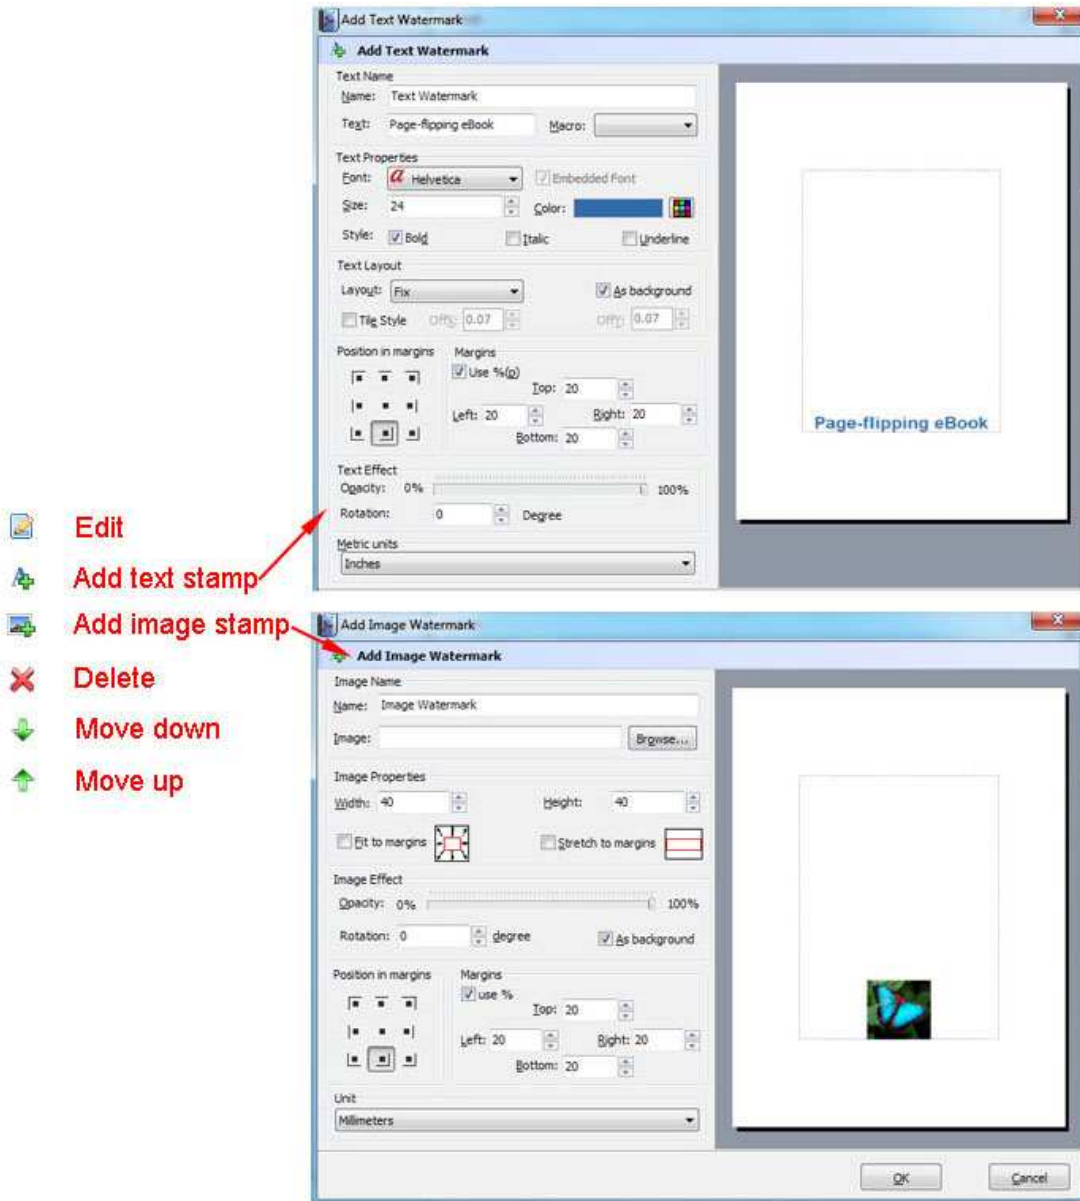 Add Text Watermark
Add Text Watermark
Text Name
Name: Text Watermark
Text: Page-flipping eBook Macro:
Text Properties
Font: a Helvetica Embedded Font
Size: 24 Color:
Style: Bold Italic Underline
Text Layout
Layout: Fix As background
Tile Style OffX: 0.07 OffY: 0.07
Position in margins Margins
Use %(p)
Top: 20
Left: 20 Right: 20
Bottom: 20
Text Effect
Opacity: 0% 100%
Rotation: 0 Degree
Metric units
Inches
Page-flipping eBook
Edit
Add text stamp
Add image stamp
Delete
Move down
Move up
Add Image Watermark
Add Image Watermark
Image Name
Name: Image Watermark
Image: Browse...
Image Properties
Width: 40 Height: 40
Fit to margins Stretch to margins
Image Effect
Opacity: 0% 100%
Rotation: 0 degree As background
Position in margins Margins
use %
Top: 20
Left: 20 Right: 20
Bottom: 20
Unit
Millimeters
OK Cancel